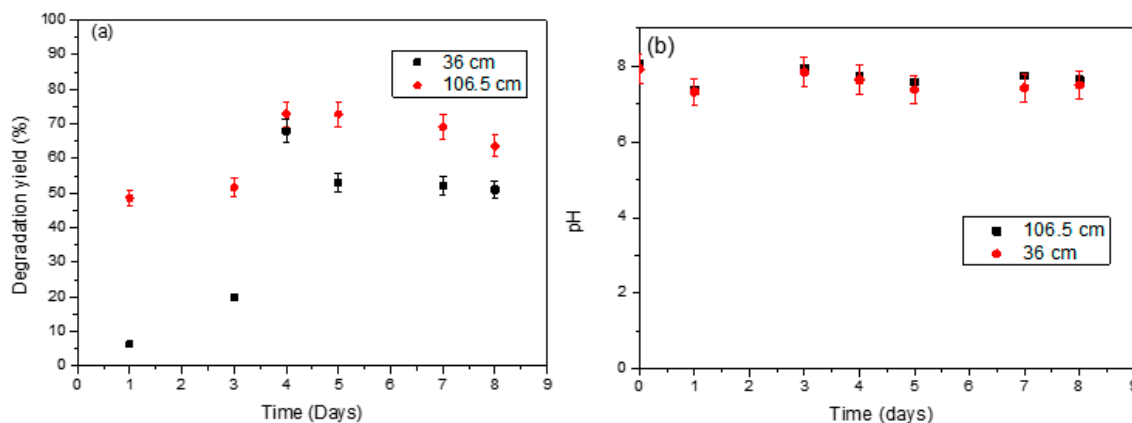 (a)
36 cm
106.5 cm
100
90
80
70
60
50
40
30
20
10
0
Degradation yield (%)
0 1 2 3 4 5 6 7 8 9
Time (Days)
(b)
106.5 cm
36 cm
8
6
4
2
0
pH
0 1 2 3 4 5 6 7 8 9
Time (days)